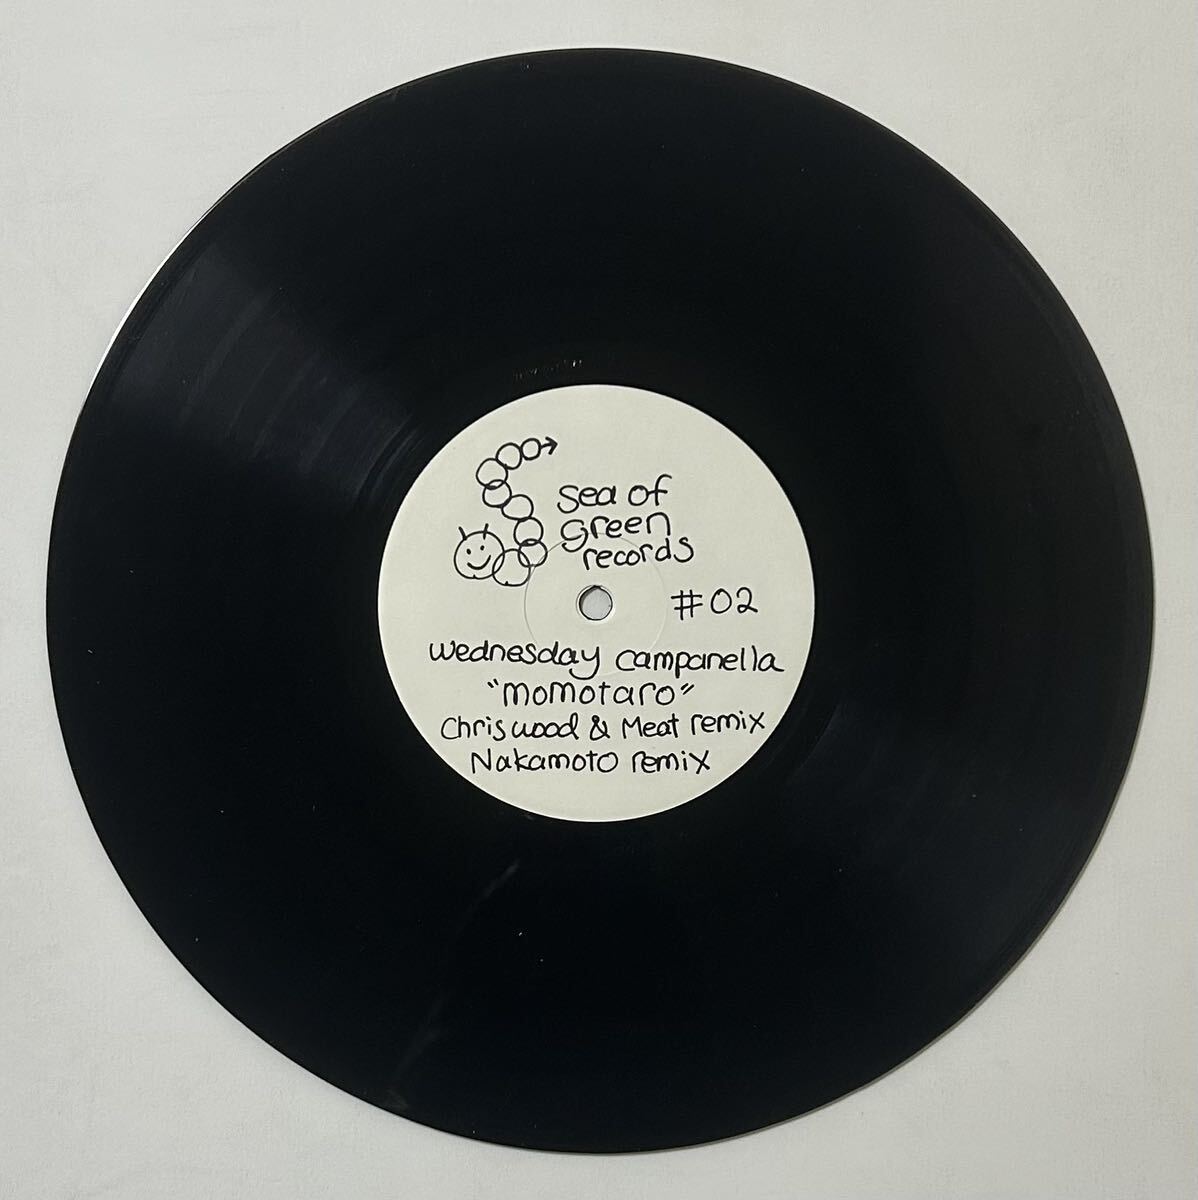 sea of
green
records
#02
wednesday campanella
"momotaro"
Chris wood & Meat remix
Nakamoto remix